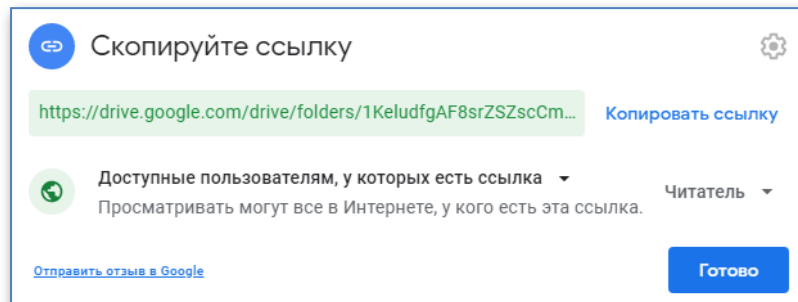 Скопируйте ссылку
https://drive.google.com/drive/folders/1KeludfgAF8srZSZscCm...
Копировать ссылку
Доступные пользователям, у которых есть ссылка
Просматривать могут все в Интернете, у кого есть эта ссылка.
Читатель
Отправить отзыв в Google
Готово